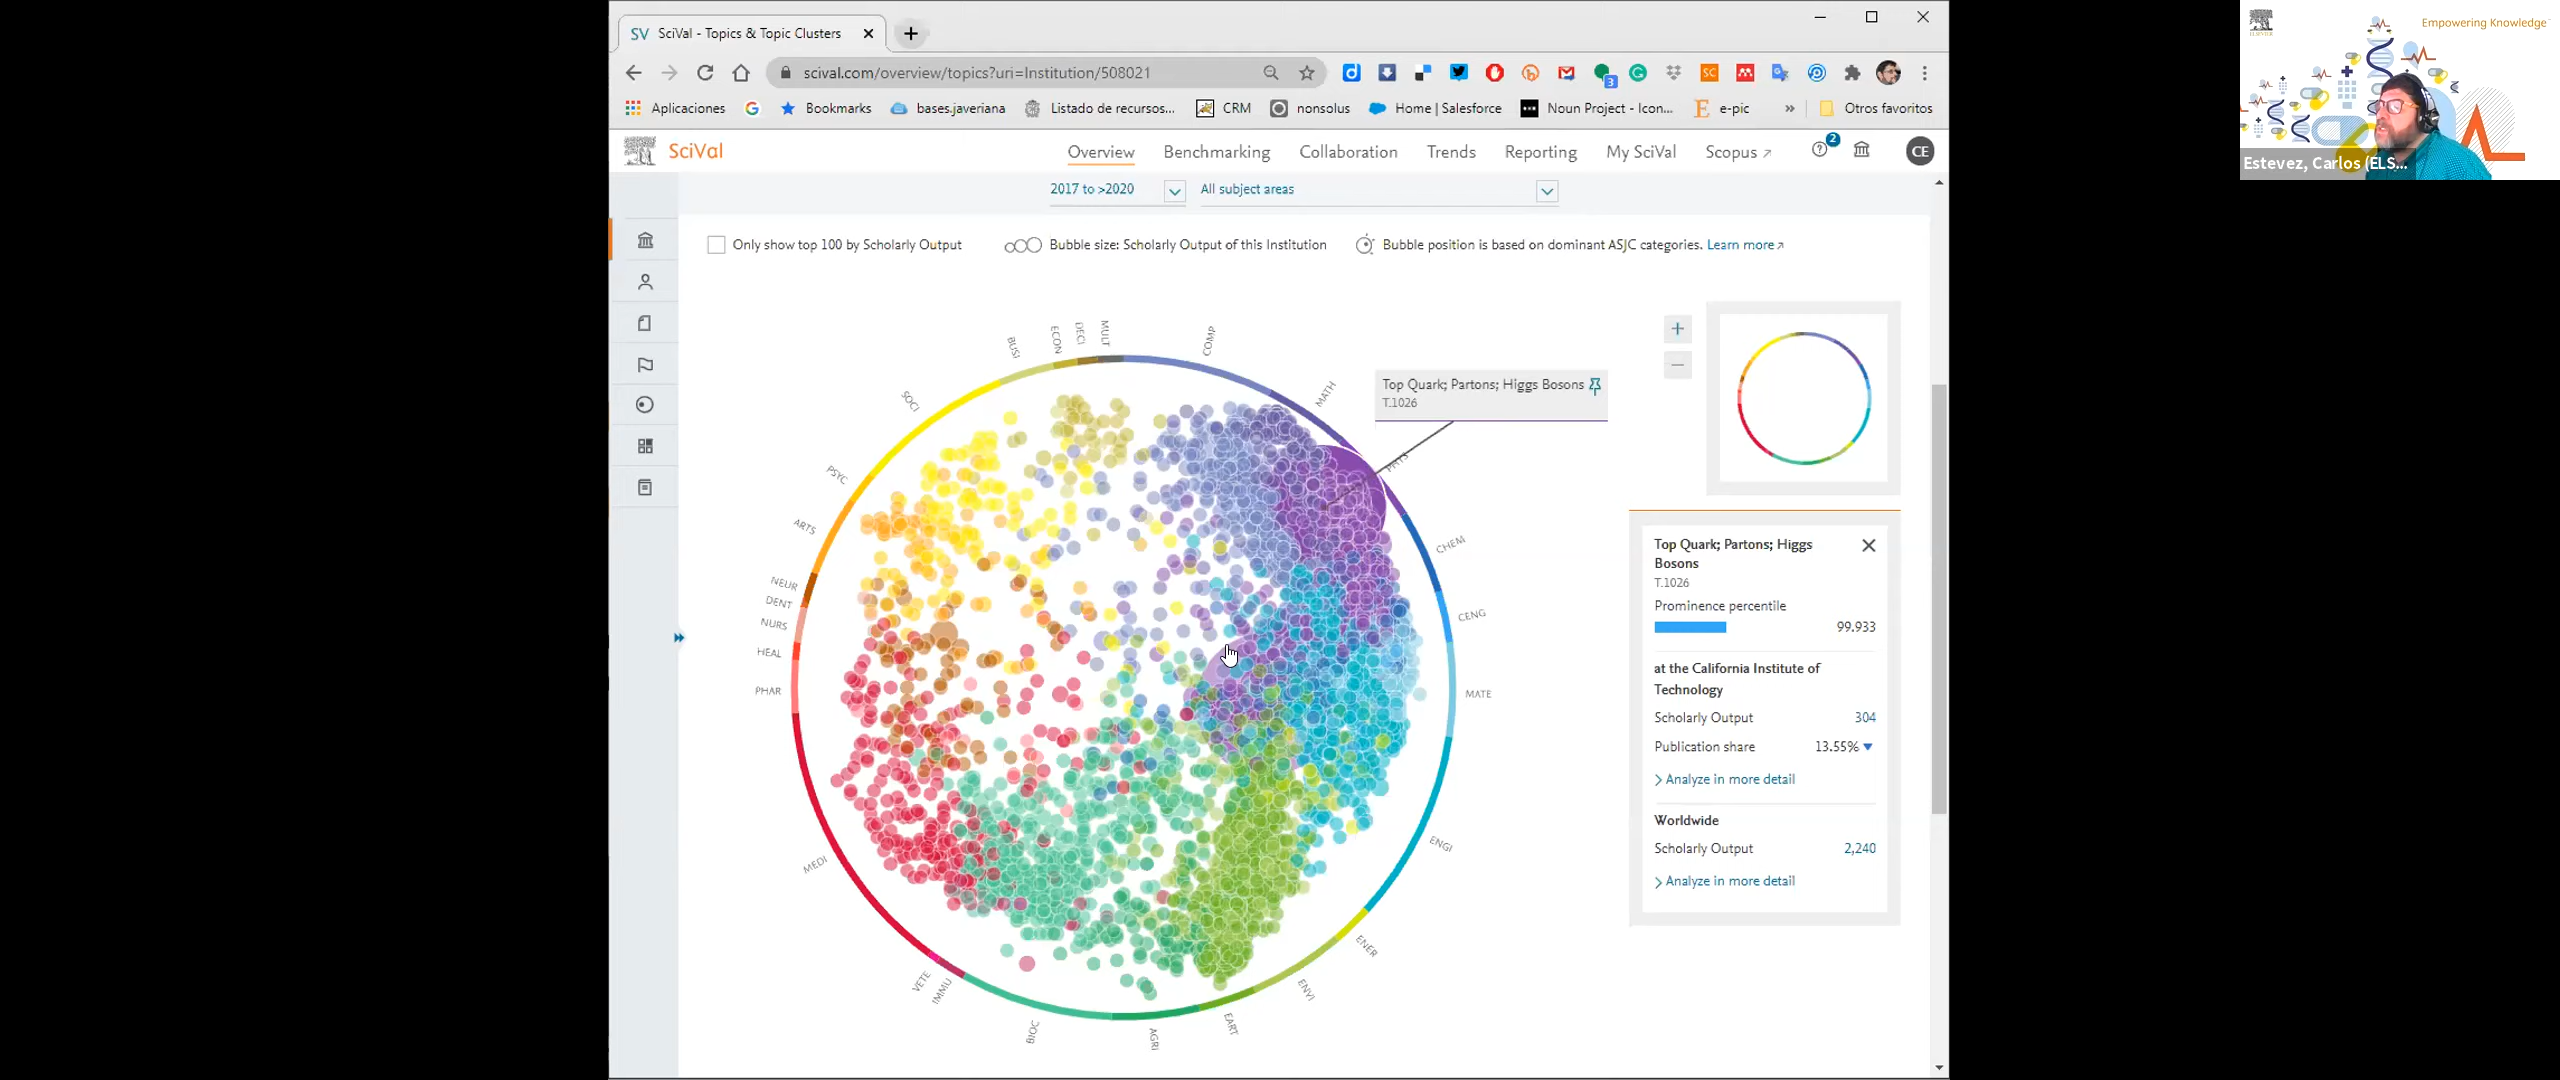 SV SciVal - Topics & Topic Clusters
scival.com/overview/topics?uri=Institution/508021
3
Aplicaciones
Bookmarks
bases.javeriana
Listado de recursos...
CRM
nonsolus
Home | Salesforce
Noun Project - Icon...
e-pic
»
Otros favoritos
SciVal
Overview
Benchmarking
Collaboration
Trends
Reporting
My SciVal
Scopus
2
CE
2017 to >2020
All subject areas
Only show top 100 by Scholarly Output
Bubble size: Scholarly Output of this Institution
Bubble position is based on dominant ASJC categories. Learn more
MULT
DECI
ECON
BUSI
SOCI
PSYC
ARTS
NEUR
DENT
NURS
HEAL
PHAR
MEDI
VETE
IMMU
BIOC
AGRI
EART
ENVI
ENER
ENGI
MATE
CENG
CHEM
PHYS
MATH
COMP
Top Quark; Partons; Higgs Bosons
T.1026
Top Quark; Partons; Higgs
Bosons
T.1026
Prominence percentile
99.933
at the California Institute of
Technology
Scholarly Output 304
Publication share 13.55%
Analyze in more detail
Worldwide
Scholarly Output 2,240
Analyze in more detail
Empowering Knowledge
ELSEVIER
Estevez, Carlos (ELS...